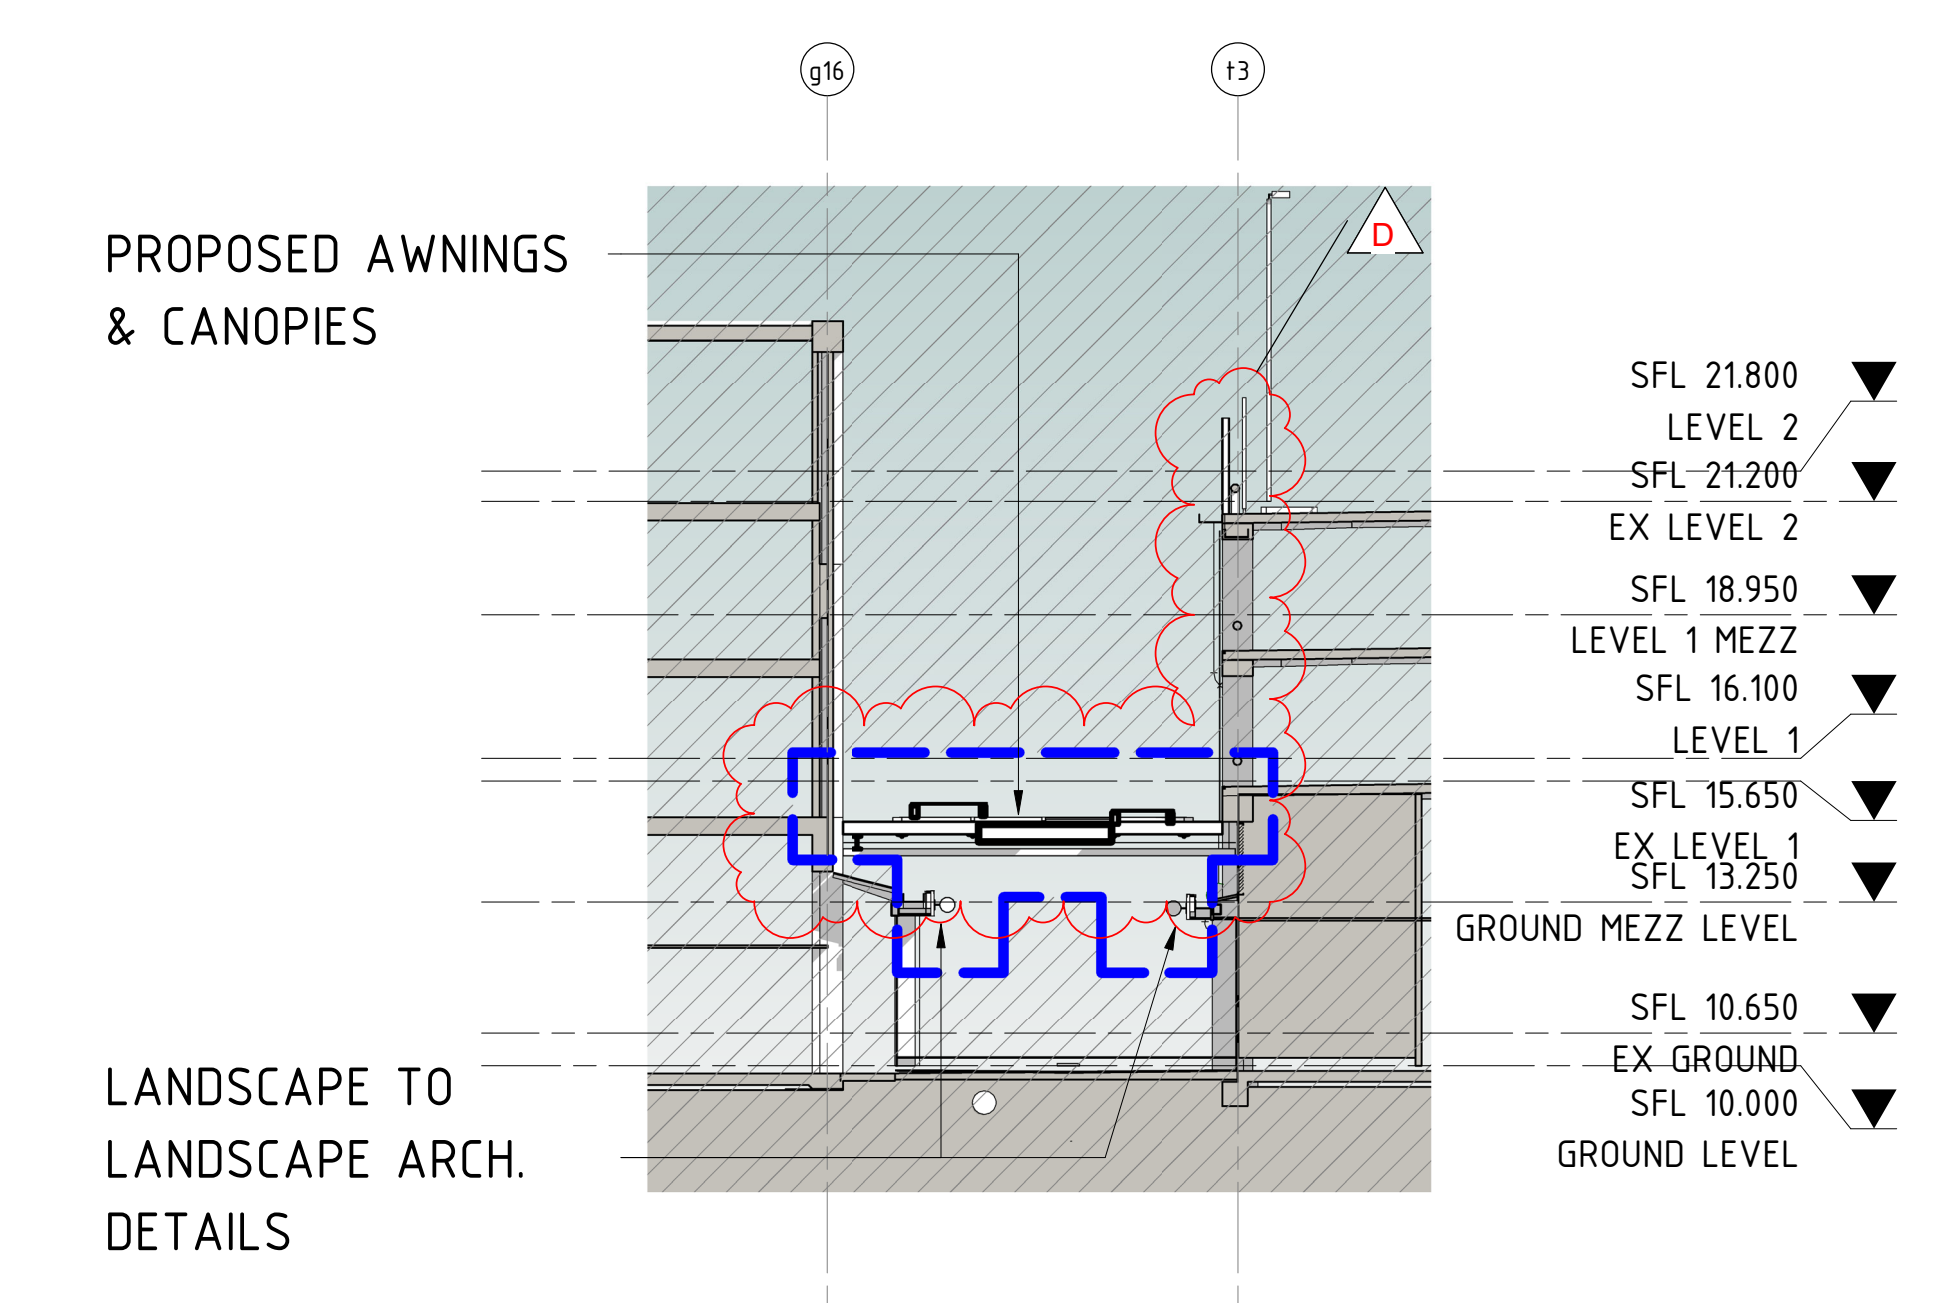 g16
t3
D
PROPOSED AWNINGS
& CANOPIES
SFL 21.800
LEVEL 2
SFL 21.200
EX LEVEL 2
SFL 18.950
LEVEL 1 MEZZ
SFL 16.100
LEVEL 1
SFL 15.650
EX LEVEL 1
SFL 13.250
GROUND MEZZ LEVEL
SFL 10.650
EX GROUND
SFL 10.000
GROUND LEVEL
LANDSCAPE TO
LANDSCAPE ARCH.
DETAILS